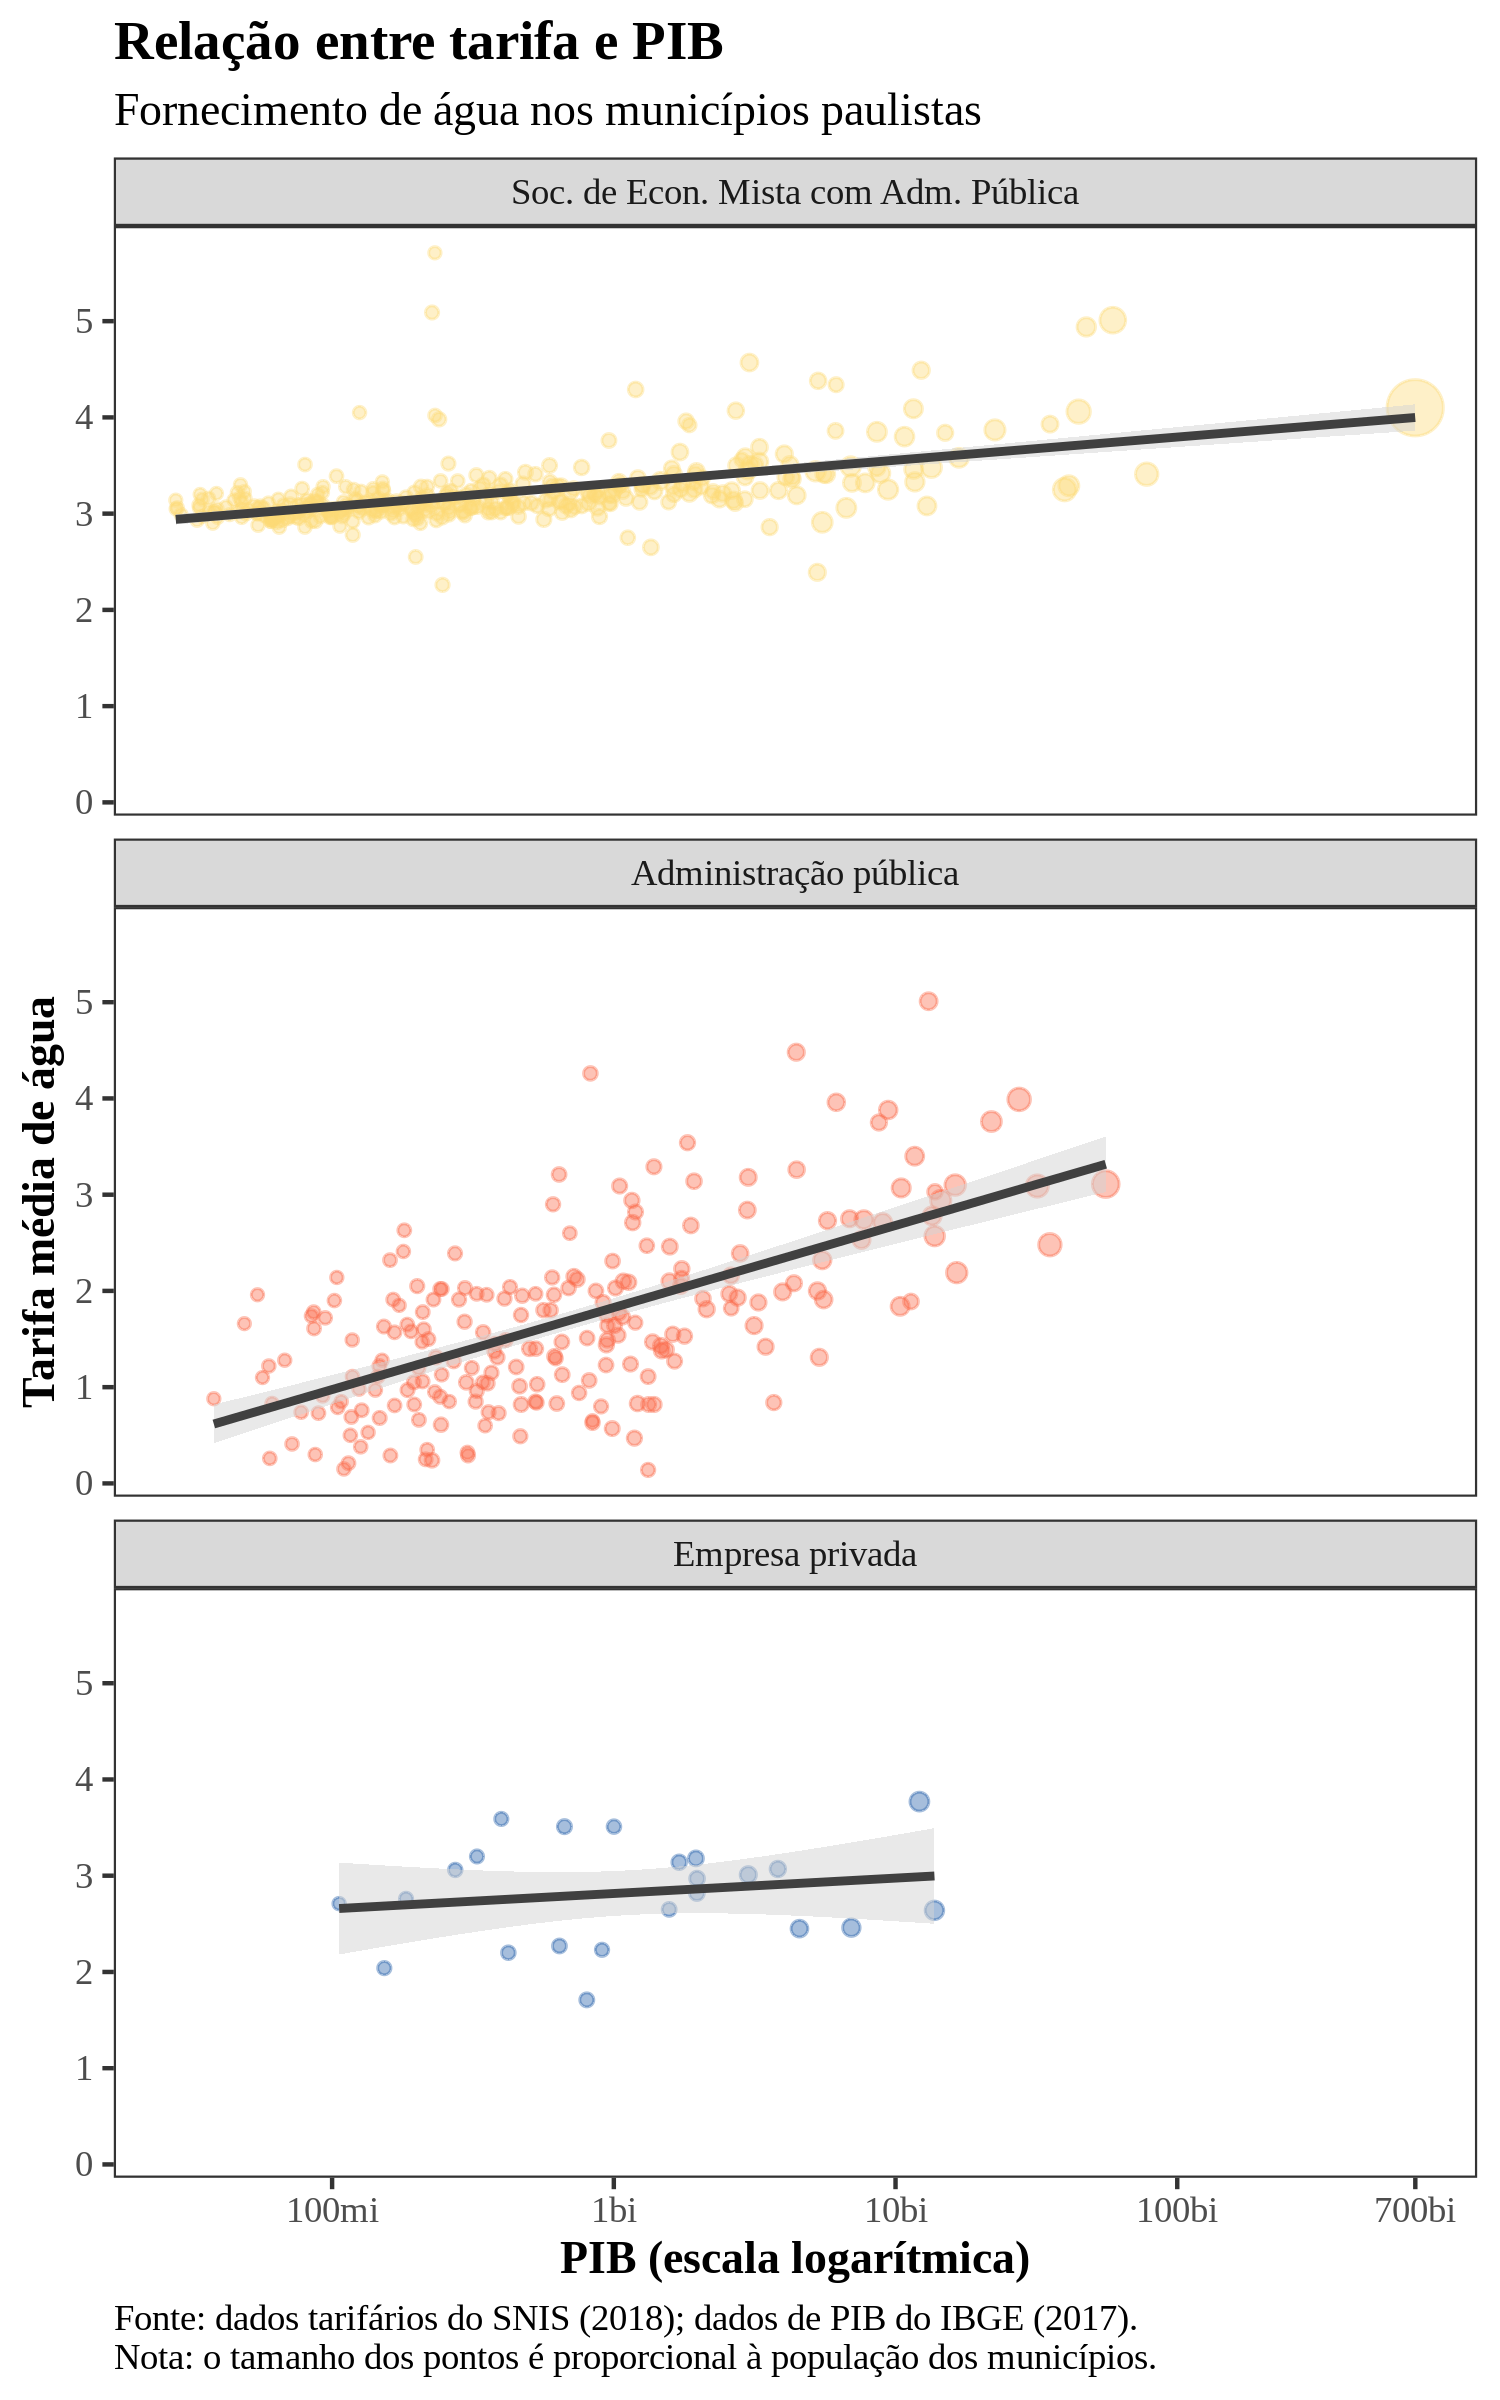 Relação entre tarifa e PIB
Fornecimento de água nos municípios paulistas
Soc. de Econ. Mista com Adm. Pública
5
4
3
2
1
0
Administração pública
Tarifa média de água
5
4
3
2
1
0
Empresa privada
5
4
3
2
1
0
100mi 1bi 10bi 100bi 700bi
PIB (escala logarítmica)
Fonte: dados tarifários do SNIS (2018); dados de PIB do IBGE (2017).
Nota: o tamanho dos pontos é proporcional à população dos municípios.